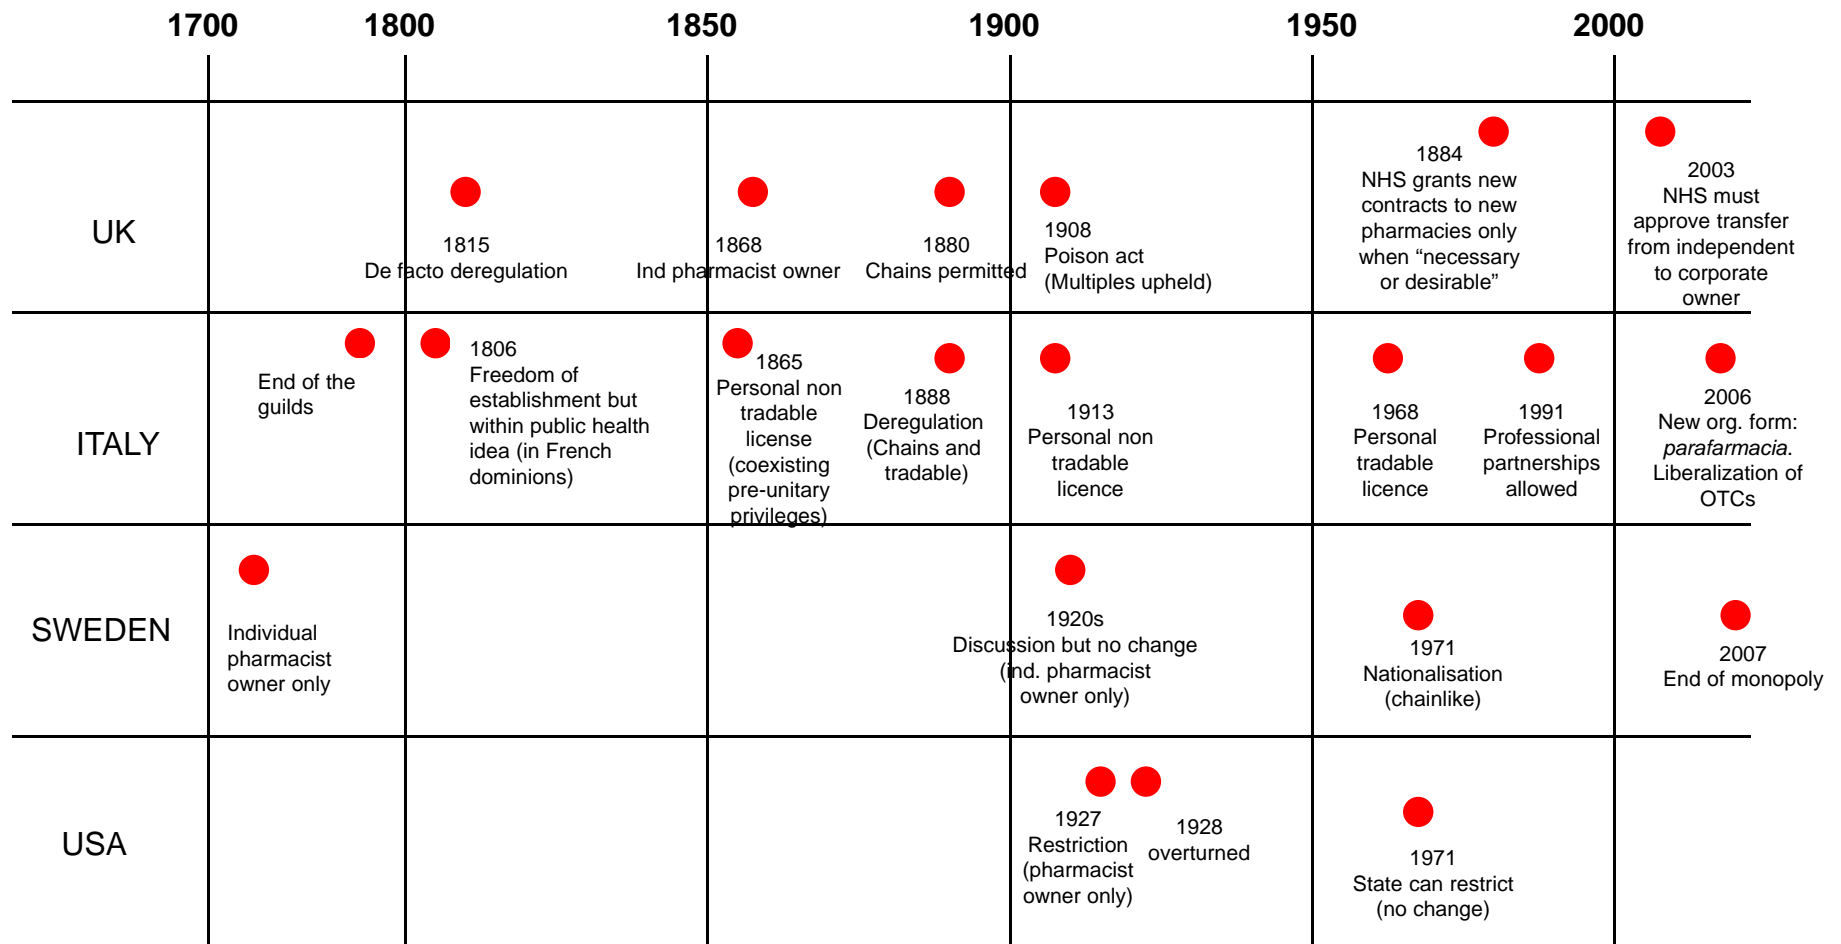 1700 1800 1850 1900 1950 2000
UK
1815
De facto deregulation
1868
Ind pharmacist owner
1880
Chains permitted
1908
Poison act
(Multiples upheld)
1884
NHS grants new
contracts to new
pharmacies only
when “necessary
or desirable”
2003
NHS must
approve transfer
from independent
to corporate
owner
ITALY
End of the
guilds
1806
Freedom of
establishment but
within public health
idea (in French
dominions)
1865
Personal non
tradable
license
(coexisting
pre-unitary
privileges)
1888
Deregulation
(Chains and
tradable)
1913
Personal non
tradable
licence
1968
Personal
tradable
licence
1991
Professional
partnerships
allowed
2006
New org. form:
parafarmacia.
Liberalization of
OTCs
SWEDEN
Individual
pharmacist
owner only
1920s
Discussion but no change
(ind. pharmacist
owner only)
1971
Nationalisation
(chainlike)
2007
End of monopoly
USA
1927
Restriction
(pharmacist
owner only)
1928
overturned
1971
State can restrict
(no change)